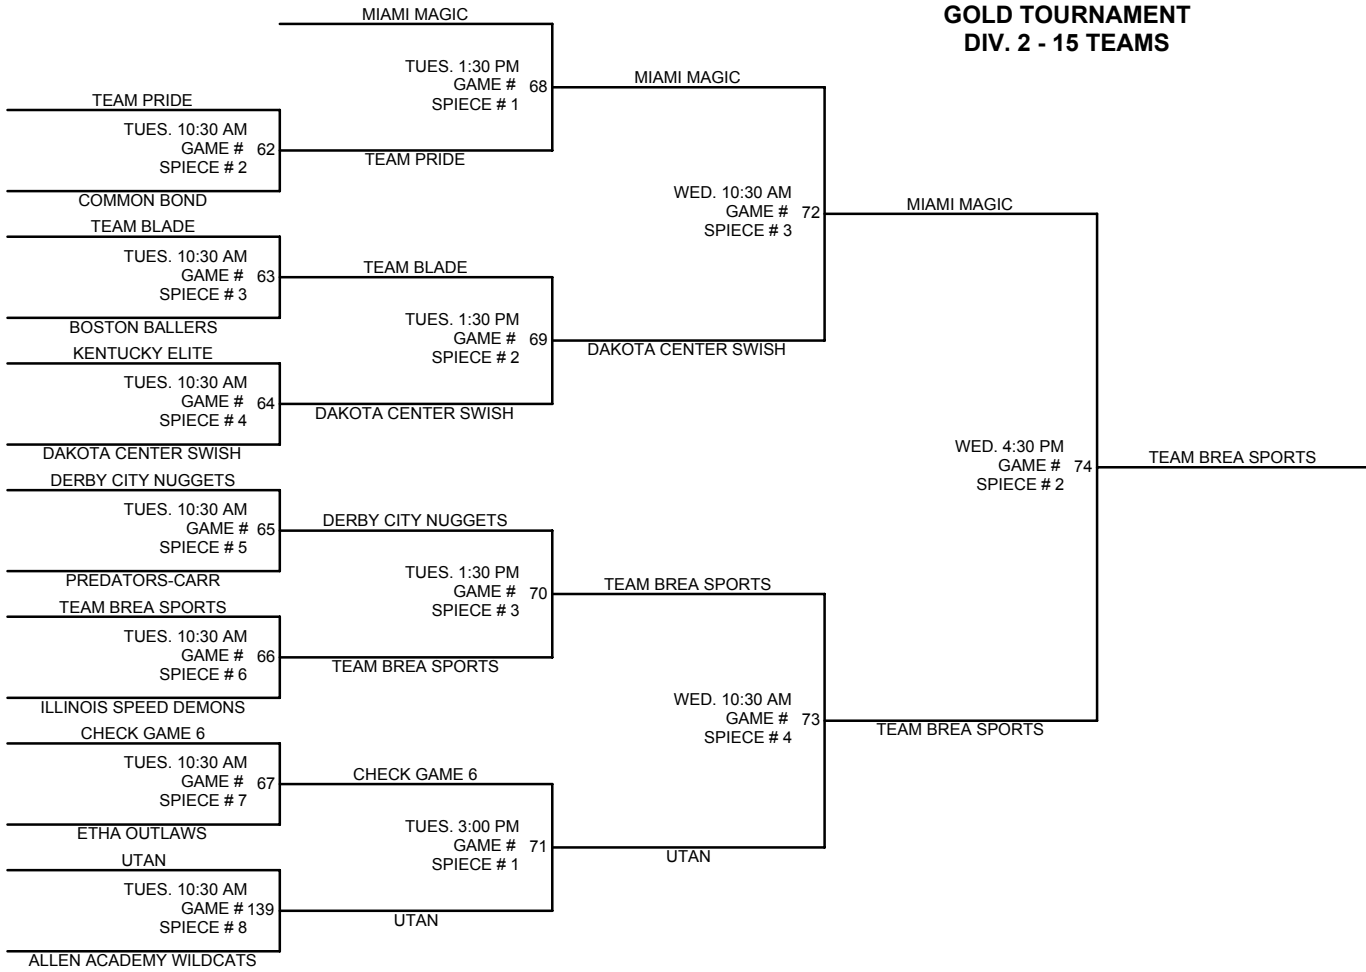 GOLD TOURNAMENT
DIV. 2 - 15 TEAMS
MIAMI MAGIC
TUES. 1:30 PM
GAME # 68
SPIECE # 1
MIAMI MAGIC
TEAM PRIDE
TUES. 10:30 AM
GAME # 62
SPIECE # 2
TEAM PRIDE
COMMON BOND
WED. 10:30 AM
GAME # 72
SPIECE # 3
MIAMI MAGIC
TEAM BLADE
TUES. 10:30 AM
GAME # 63
SPIECE # 3
TEAM BLADE
BOSTON BALLERS
TUES. 1:30 PM
GAME # 69
SPIECE # 2
DAKOTA CENTER SWISH
KENTUCKY ELITE
TUES. 10:30 AM
GAME # 64
SPIECE # 4
DAKOTA CENTER SWISH
DAKOTA CENTER SWISH
WED. 4:30 PM
GAME # 74
SPIECE # 2
TEAM BREA SPORTS
DERBY CITY NUGGETS
TUES. 10:30 AM
GAME # 65
SPIECE # 5
DERBY CITY NUGGETS
PREDATORS-CARR
TUES. 1:30 PM
GAME # 70
SPIECE # 3
TEAM BREA SPORTS
TEAM BREA SPORTS
TUES. 10:30 AM
GAME # 66
SPIECE # 6
TEAM BREA SPORTS
ILLINOIS SPEED DEMONS
WED. 10:30 AM
GAME # 73
SPIECE # 4
TEAM BREA SPORTS
CHECK GAME 6
TUES. 10:30 AM
GAME # 67
SPIECE # 7
CHECK GAME 6
ETHA OUTLAWS
TUES. 3:00 PM
GAME # 71
SPIECE # 1
UTAN
UTAN
TUES. 10:30 AM
GAME # 139
SPIECE # 8
UTAN
ALLEN ACADEMY WILDCATS